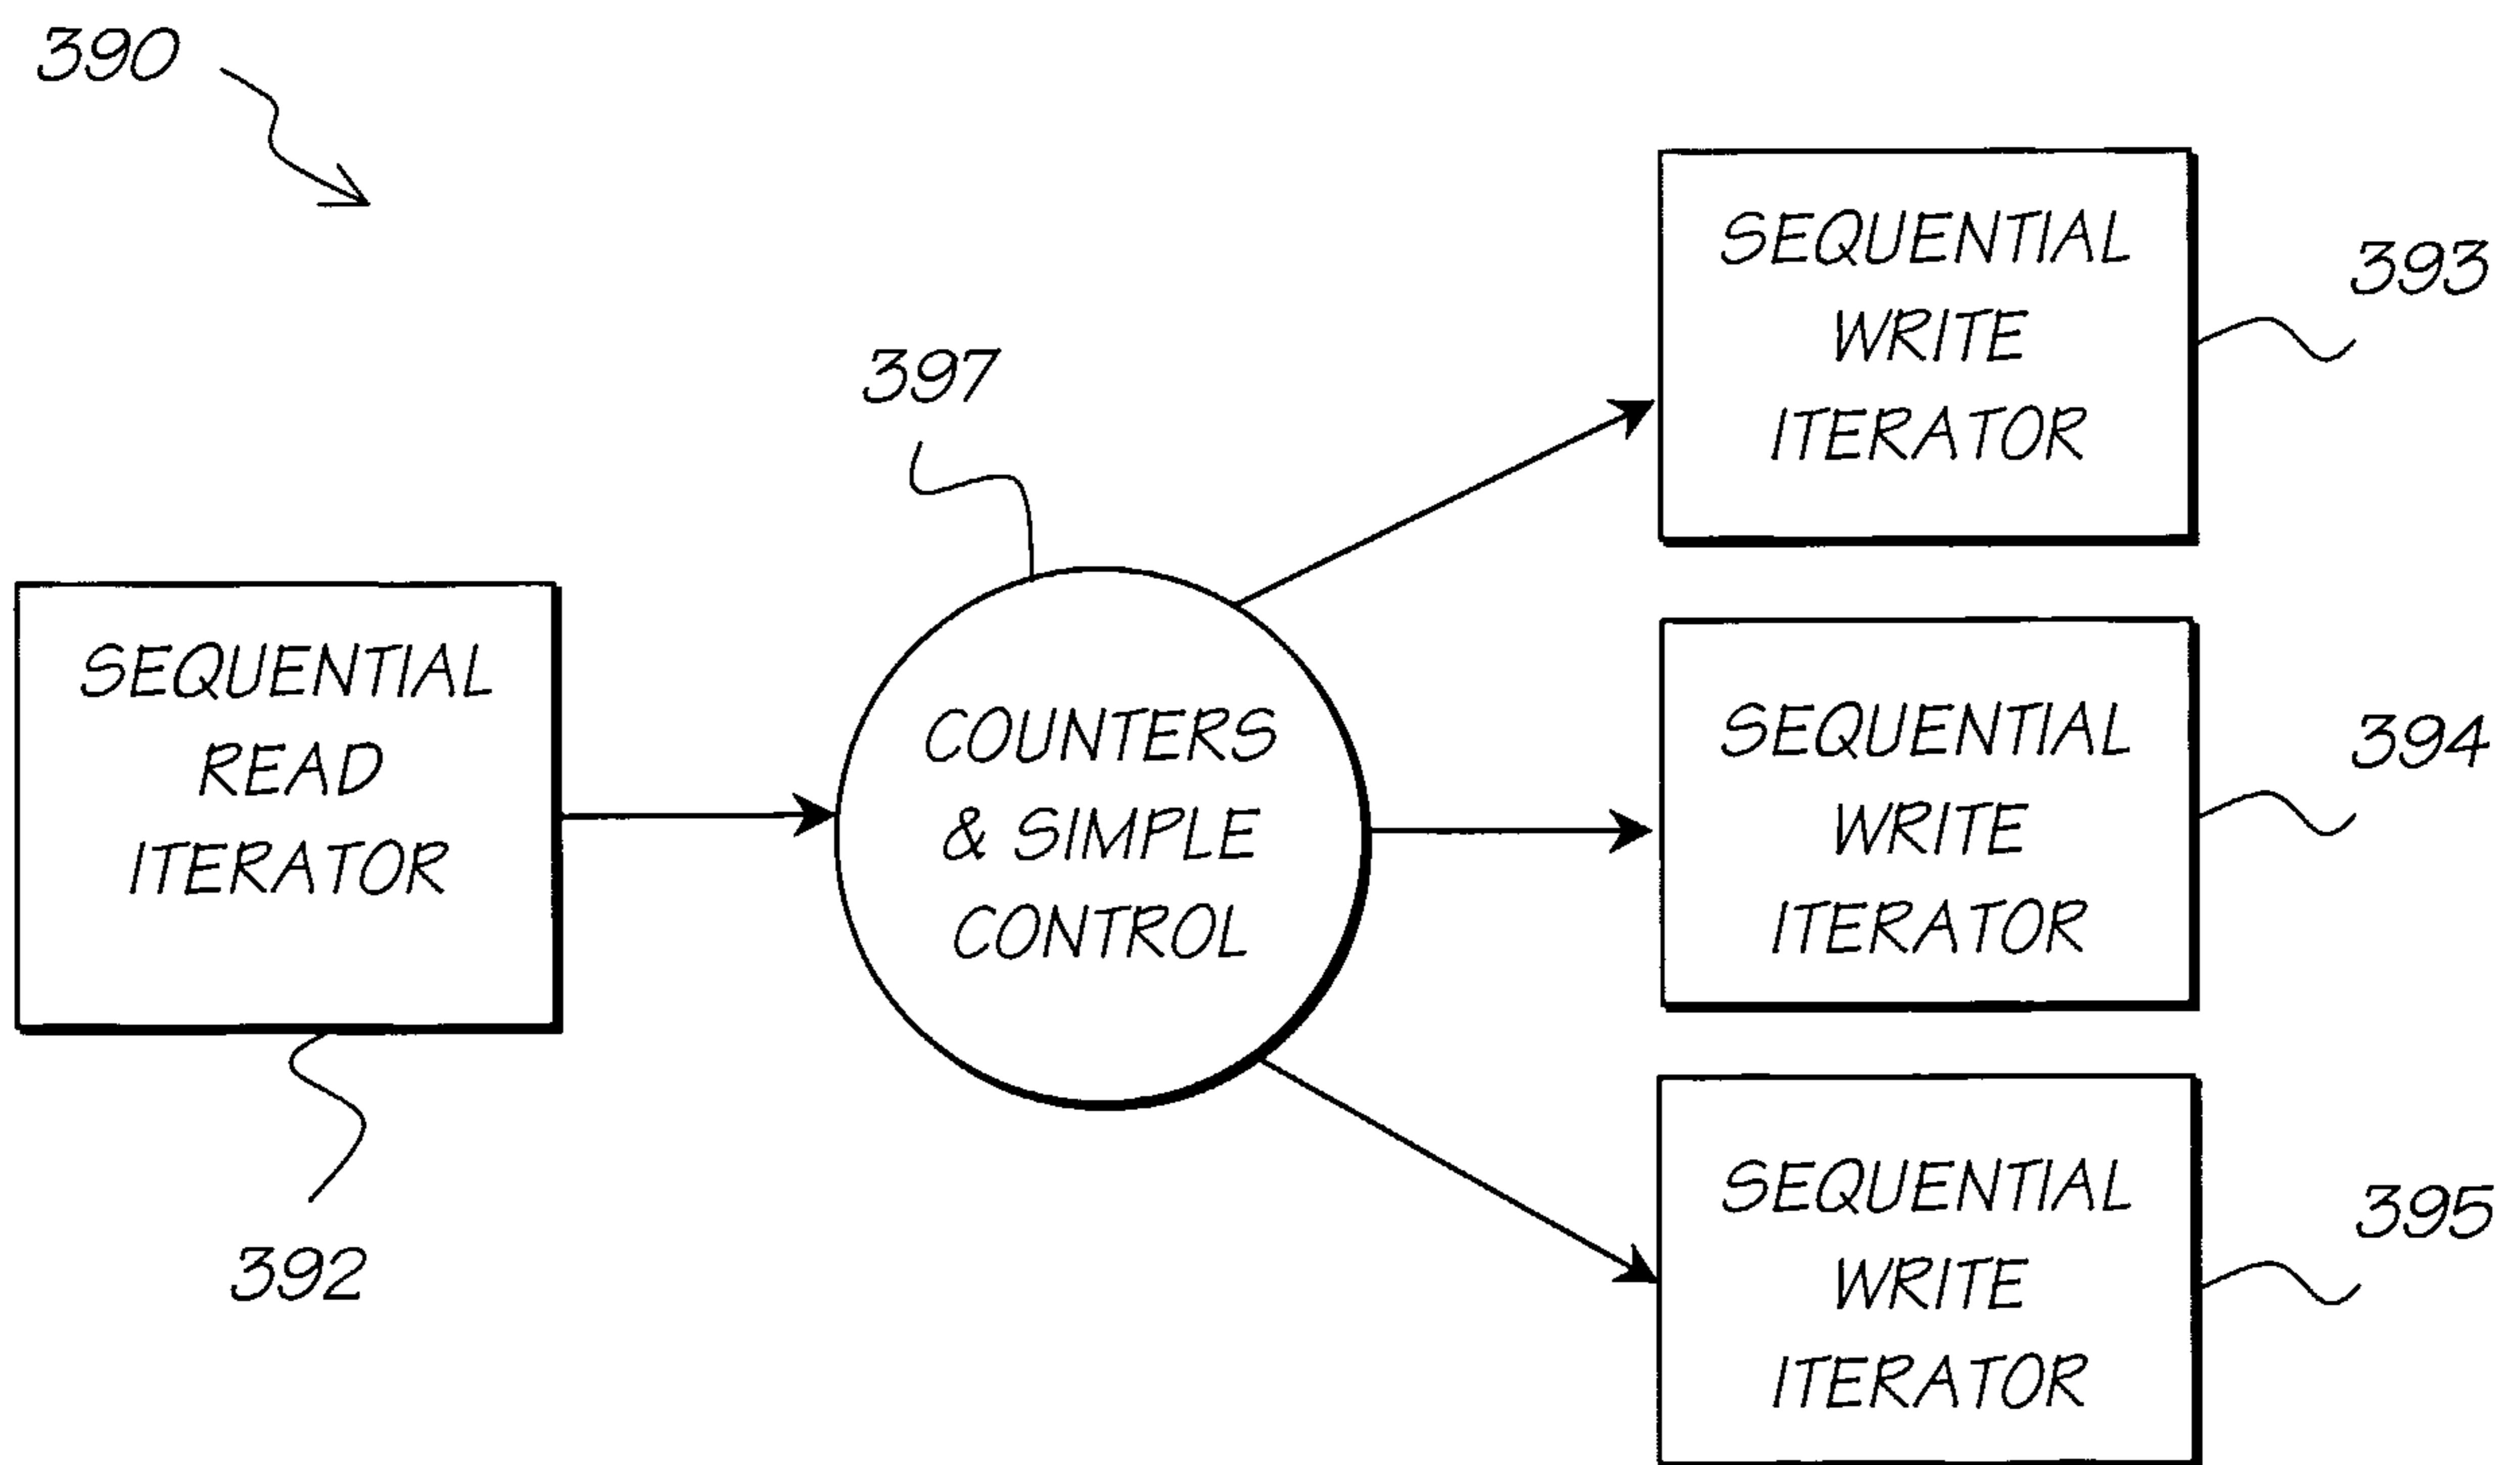 390
SEQUENTIAL
WRITE
ITERATOR
393
397
SEQUENTIAL
READ
ITERATOR
392
COUNTERS
& SIMPLE
CONTROL
SEQUENTIAL
WRITE
ITERATOR
394
SEQUENTIAL
WRITE
ITERATOR
395